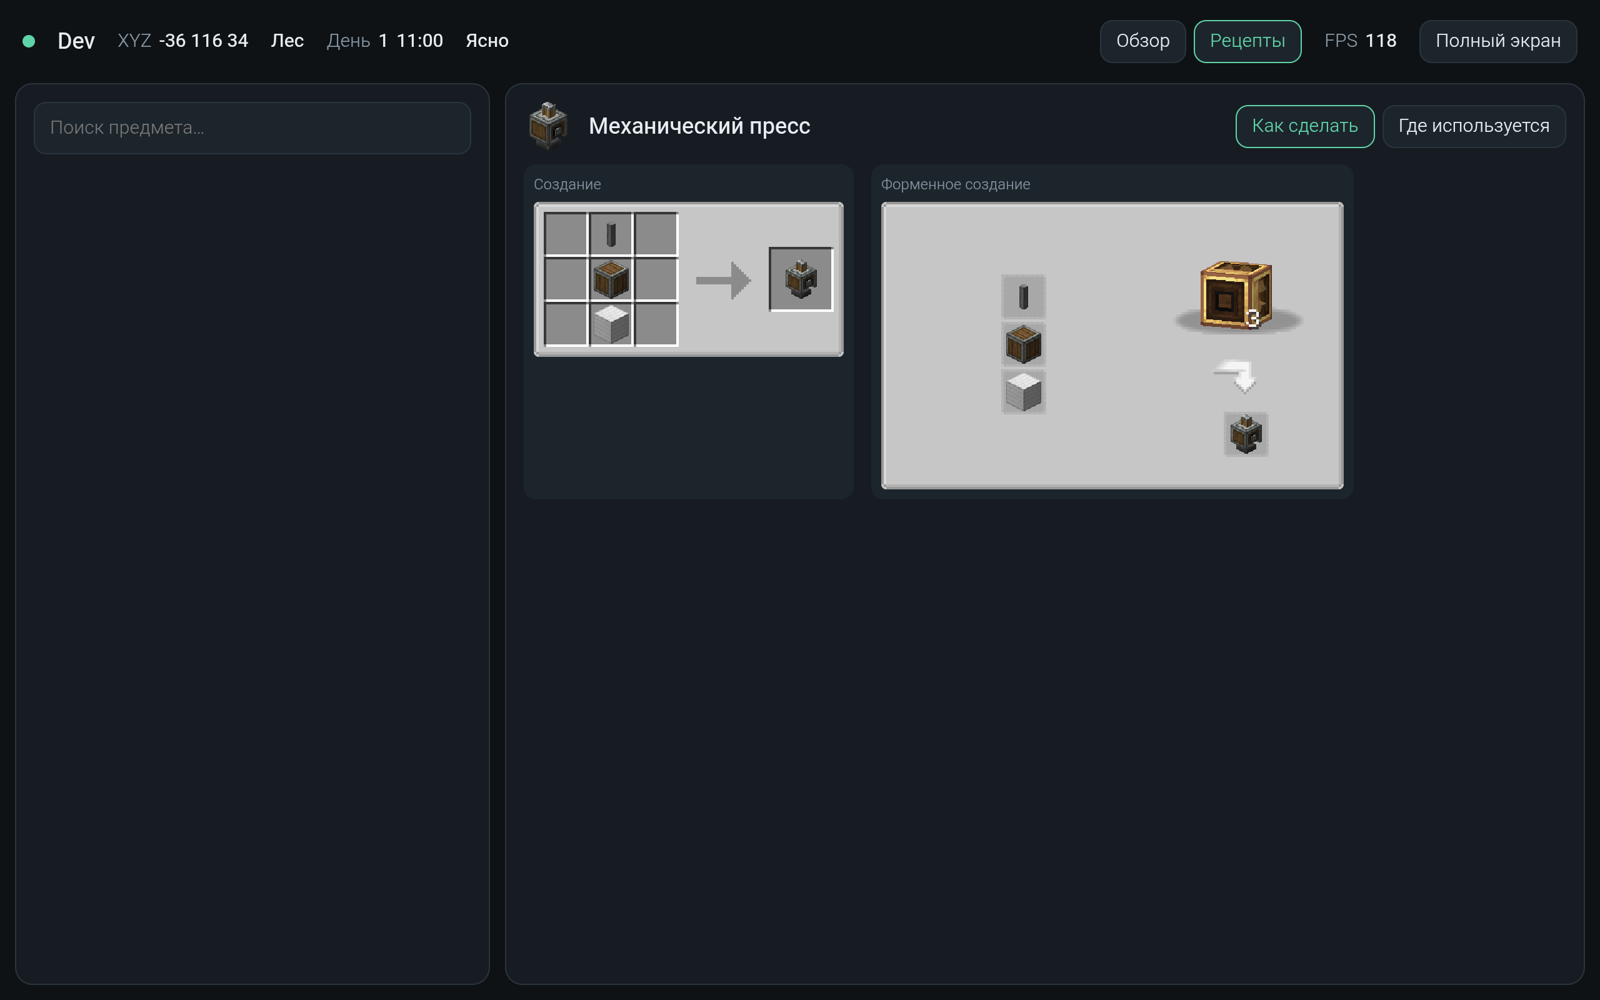 Dev XYZ -36 116 34 Лес День 1 11:00 Ясно Обзор Рецепты FPS 118 Полный экран
Поиск предмета…
Механический пресс Как сделать Где используется
Создание Форменное создание
3